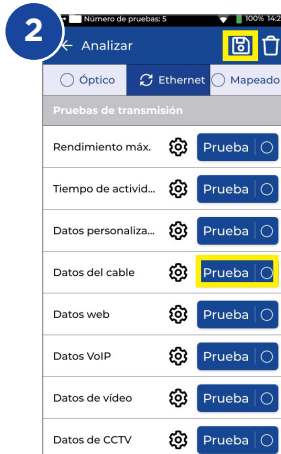 2
Número de pruebas: 5 100% 14:2
Analizar
Óptico Ethernet Mapeado
Pruebas de transmisión
Rendimiento máx. Prueba
Tiempo de activid... Prueba
Datos personaliza... Prueba
Datos del cable Prueba
Datos web Prueba
Datos VoIP Prueba
Datos de vídeo Prueba
Datos de CCTV Prueba